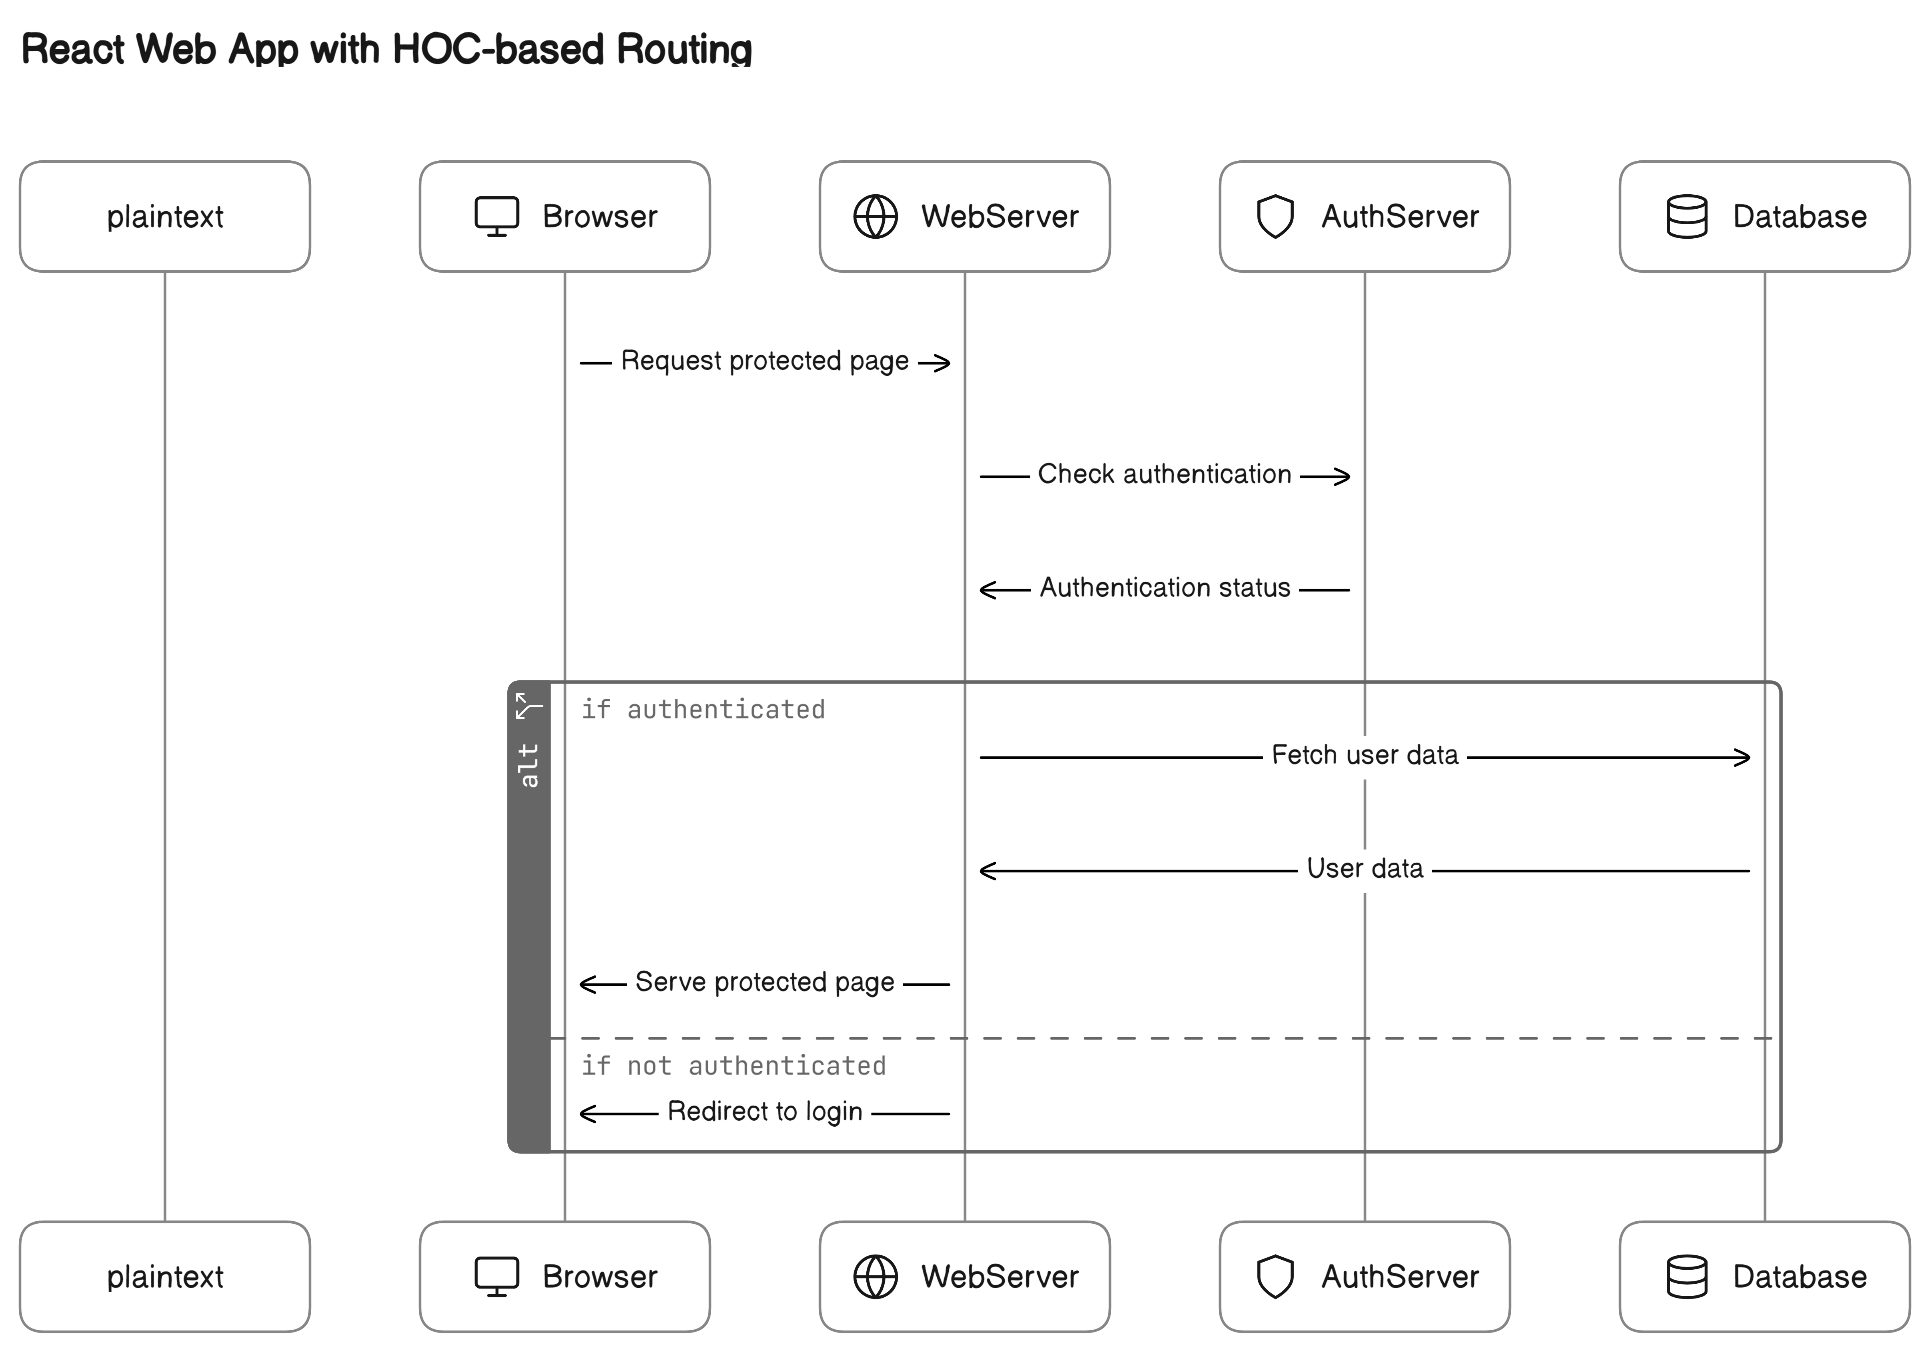 React Web App with HOC-based Routing
plaintext
Browser
WebServer
AuthServer
Database
Request protected page
Check authentication
Authentication status
alt
if authenticated
Fetch user data
User data
Serve protected page
if not authenticated
Redirect to login
plaintext
Browser
WebServer
AuthServer
Database